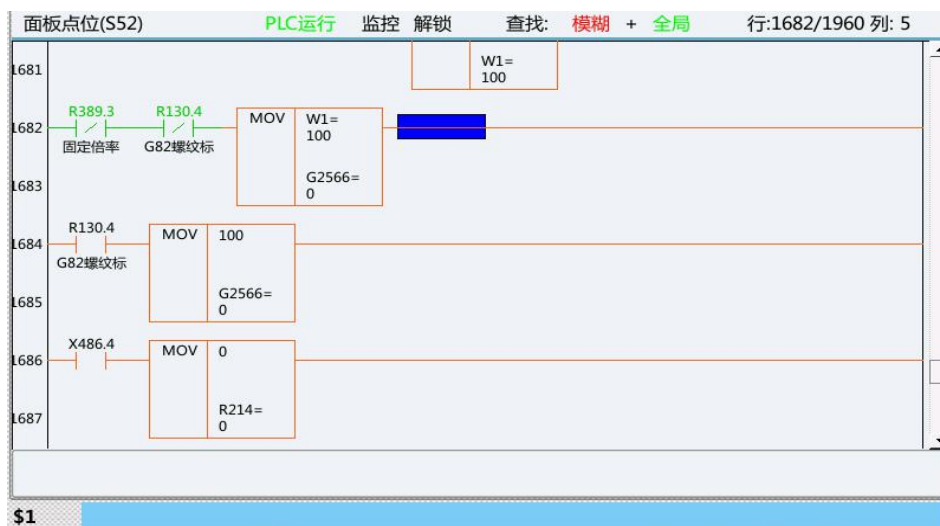 面板点位(S52) PLC运行 监控 解锁 查找: 模糊 + 全局 行:1682/1960 列: 5
1681 W1=
100
R389.3 R130.4 MOV W1=
1682 100
固定倍率 G82螺纹标
G2566=
1683 0
R130.4 MOV 100
1684
G82螺纹标
G2566=
1685 0
X486.4 MOV 0
1686
R214=
1687 0
$1